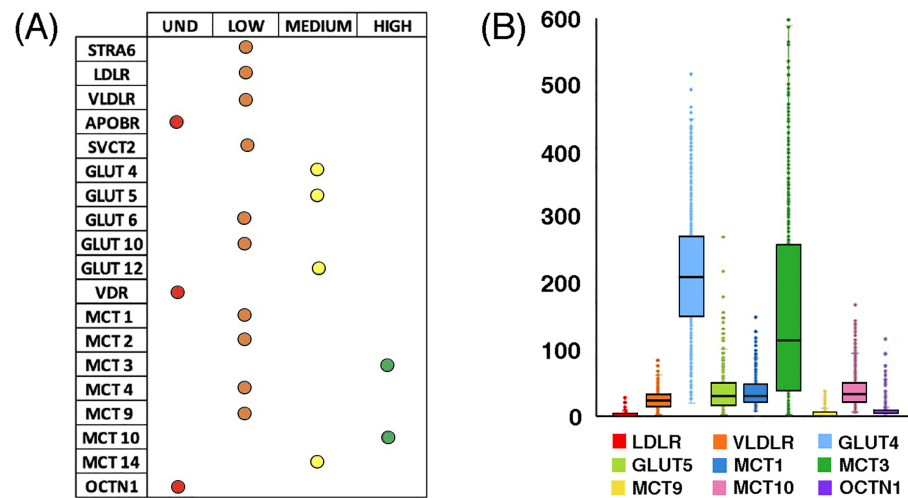 (A)
UND LOW MEDIUM HIGH
STRA6
LDLR
VLDLR
APOBR
SVCT2
GLUT 4
GLUT 5
GLUT 6
GLUT 10
GLUT 12
VDR
MCT 1
MCT 2
MCT 3
MCT 4
MCT 9
MCT 10
MCT 14
OCTN1
(B)
600
500
400
300
200
100
0
LDLR VLDLR GLUT4
GLUT5 MCT1 MCT3
MCT9 MCT10 OCTN1